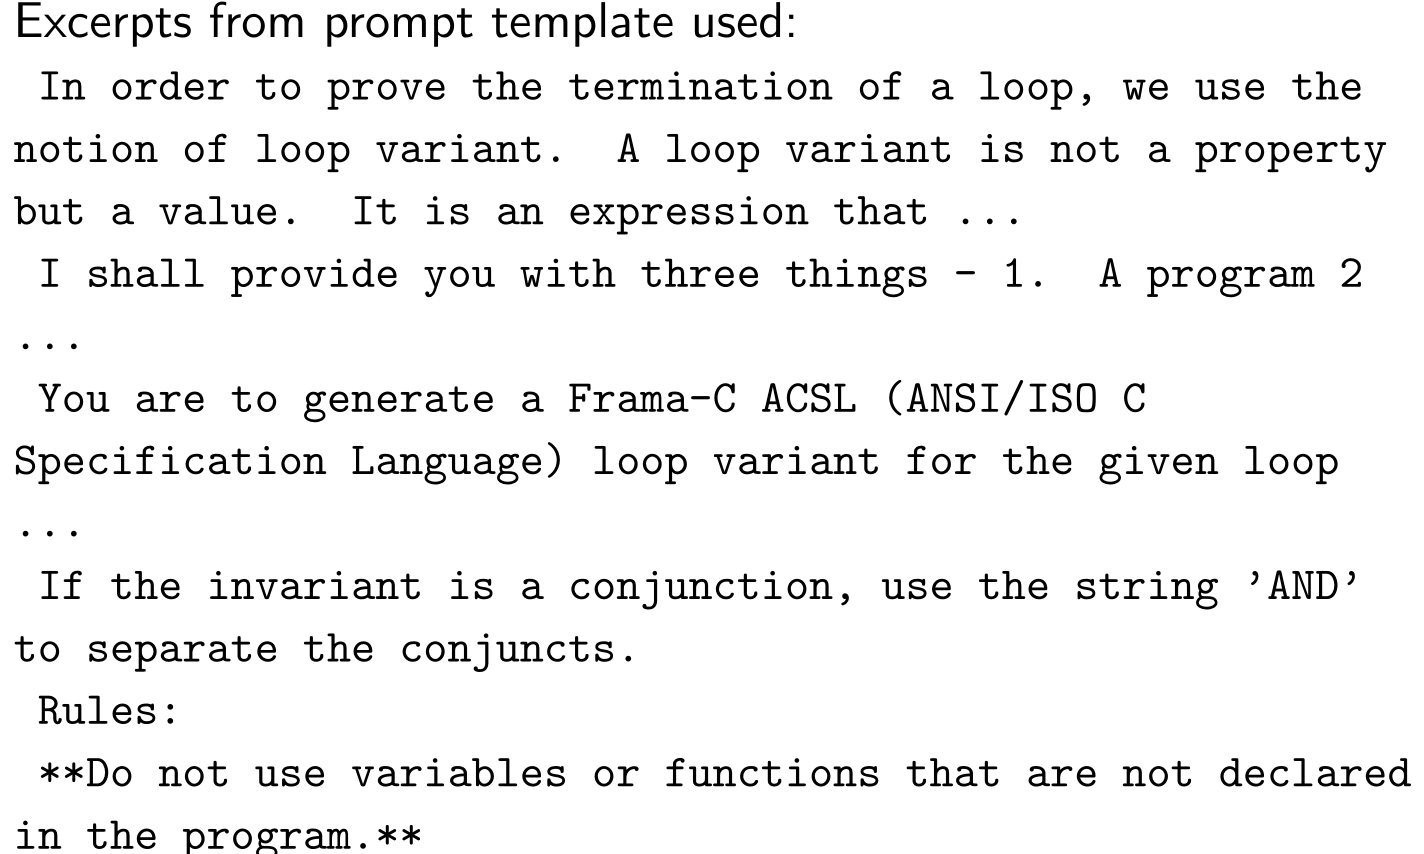 Excerpts from prompt template used:
In order to prove the termination of a loop, we use the
notion of loop variant. A loop variant is not a property
but a value. It is an expression that ...
I shall provide you with three things - 1. A program 2
...
You are to generate a Frama-C ACSL (ANSI/ISO C
Specification Language) loop variant for the given loop
...
If the invariant is a conjunction, use the string ’AND’
to separate the conjuncts.
Rules:
**Do not use variables or functions that are not declared
in the program.**